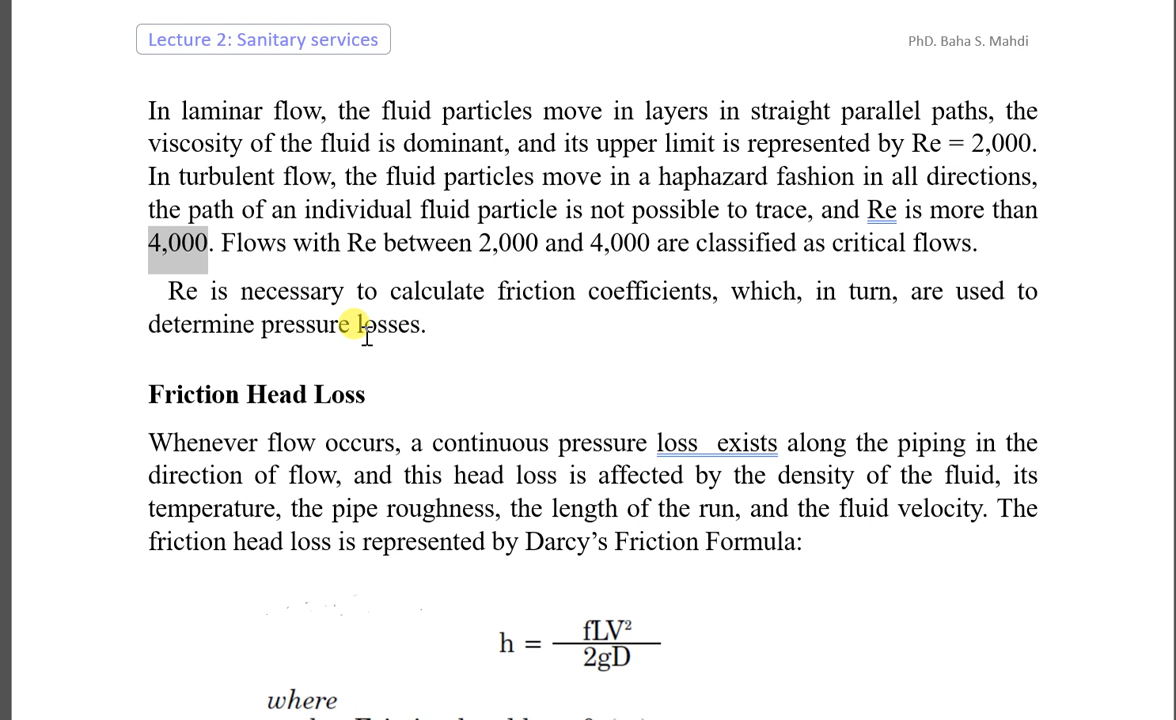 Lecture 2: Sanitary services
PhD. Baha S. Mahdi
In laminar flow, the fluid particles move in layers in straight parallel paths, the
viscosity of the fluid is dominant, and its upper limit is represented by Re = 2,000.
In turbulent flow, the fluid particles move in a haphazard fashion in all directions,
the path of an individual fluid particle is not possible to trace, and Re is more than
4,000. Flows with Re between 2,000 and 4,000 are classified as critical flows.
Re is necessary to calculate friction coefficients, which, in turn, are used to
determine pressure losses.
Friction Head Loss
Whenever flow occurs, a continuous pressure loss exists along the piping in the
direction of flow, and this head loss is affected by the density of the fluid, its
temperature, the pipe roughness, the length of the run, and the fluid velocity. The
friction head loss is represented by Darcy’s Friction Formula:
h = fLV²
2gD
where